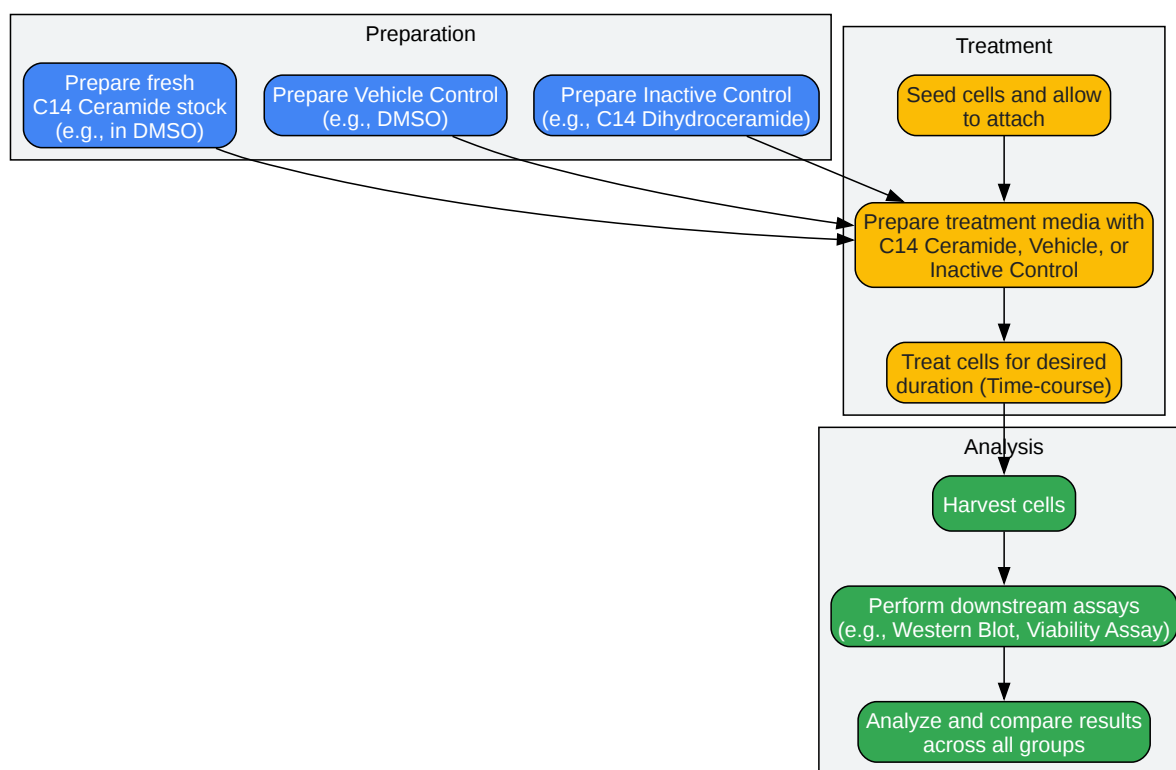 Preparation
Prepare fresh
C14 Ceramide stock
(e.g., in DMSO)
Prepare Vehicle Control
(e.g., DMSO)
Prepare Inactive Control
(e.g., C14 Dihydroceramide)
Treatment
Seed cells and allow
to attach
Prepare treatment media with
C14 Ceramide, Vehicle, or
Inactive Control
Treat cells for desired
duration (Time-course)
Analysis
Harvest cells
Perform downstream assays
(e.g., Western Blot, Viability Assay)
Analyze and compare results
across all groups